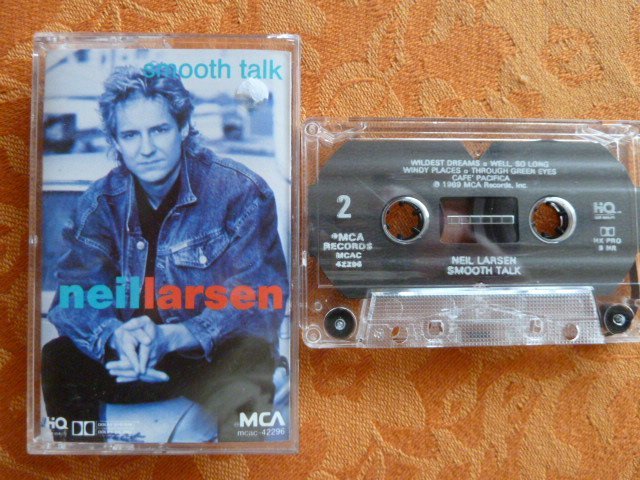 smooth talk
neillarsen
HQ
MCA
mcac-42296
WILDEST DREAMS • WELL, SO LONG
WINDY PLACES • THROUGH GREEN EYES
CAFE' PACIFICA
℗ 1989 MCA Records, Inc
2
MCA
RECORDS
MCAC
42296
HQ
HX PRO
B NR
NEIL LARSEN
SMOOTH TALK